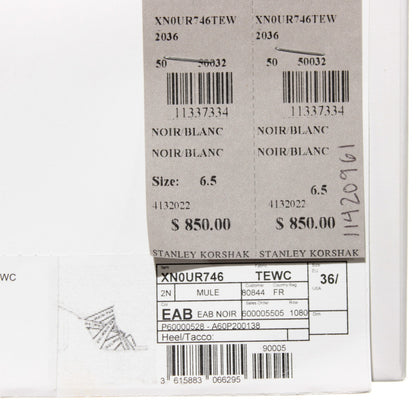 XN0UR746TEW XN0UR746TEW
2036 2036
50 50032 50 50032
11337334 11337334
NOIR/BLANC NOIR/BLANC
NOIR/BLANC NOIR/BLANC
Size: 6.5 6.5
4132022 4132022
$ 850.00 $ 850.00
11420961
STANLEY KORSHAK STANLEY KORSHAK
WC
XN0UR746 TEWC
36/
2N MULE 80844 FR
EAB EAB NOIR 600005505 1080
P60000528 - A60P200138
Heel/Tacco:
90005
3 615883 066295